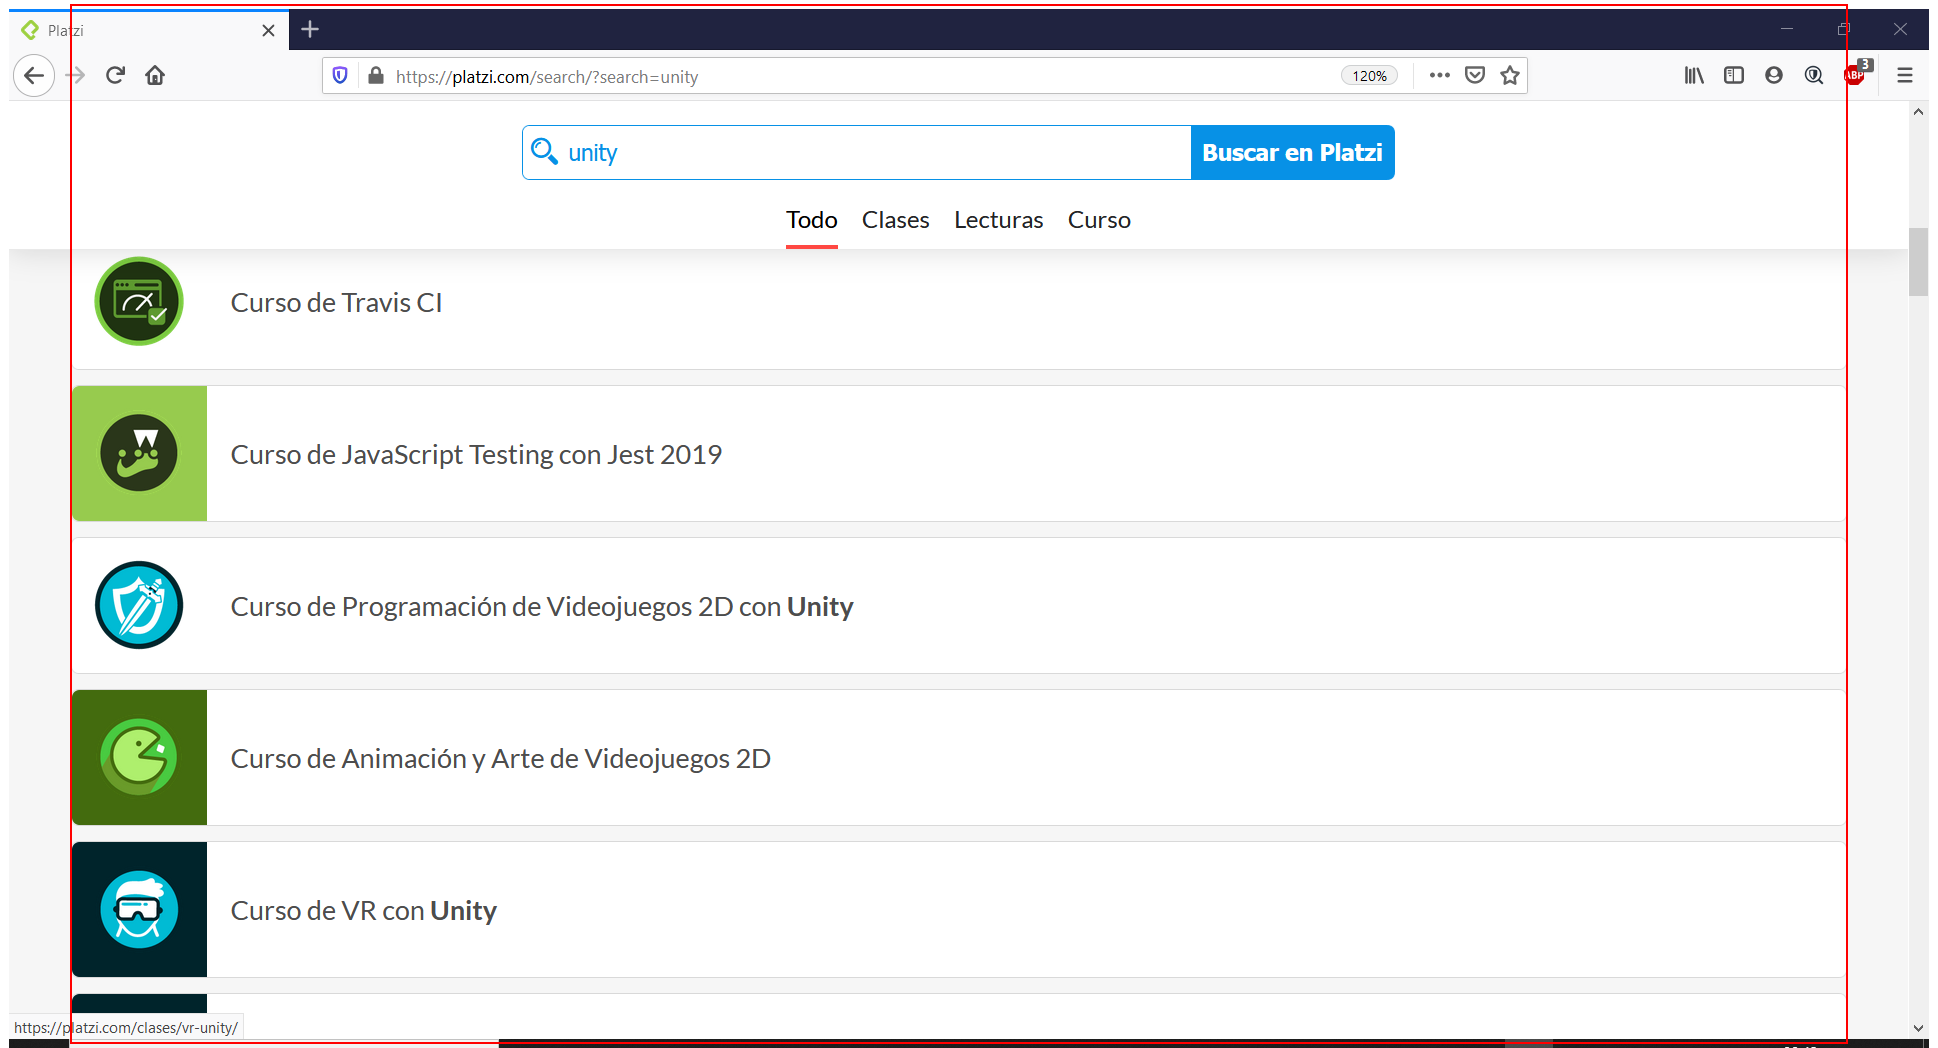 Platzi
https://platzi.com/search/?search=unity
120%
ABP
3
unity
Buscar en Platzi
Todo
Clases
Lecturas
Curso
Curso de Travis CI
Curso de JavaScript Testing con Jest 2019
Curso de Programación de Videojuegos 2D con Unity
Curso de Animación y Arte de Videojuegos 2D
Curso de VR con Unity
https://platzi.com/clases/vr-unity/